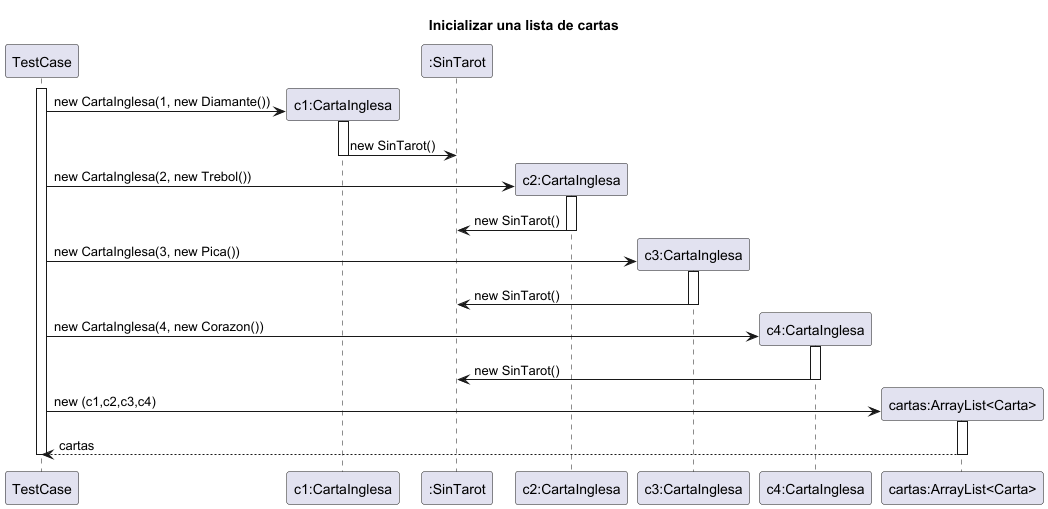 Inicializar una lista de cartas
TestCase
:SinTarot
new CartaInglesa(1, new Diamante())
c1:CartaInglesa
new SinTarot()
new CartaInglesa(2, new Trebol())
c2:CartaInglesa
new SinTarot()
new CartaInglesa(3, new Pica())
c3:CartaInglesa
new SinTarot()
new CartaInglesa(4, new Corazon())
c4:CartaInglesa
new SinTarot()
new (c1,c2,c3,c4)
cartas:ArrayList<Carta>
cartas
TestCase
c1:CartaInglesa
:SinTarot
c2:CartaInglesa
c3:CartaInglesa
c4:CartaInglesa
cartas:ArrayList<Carta>